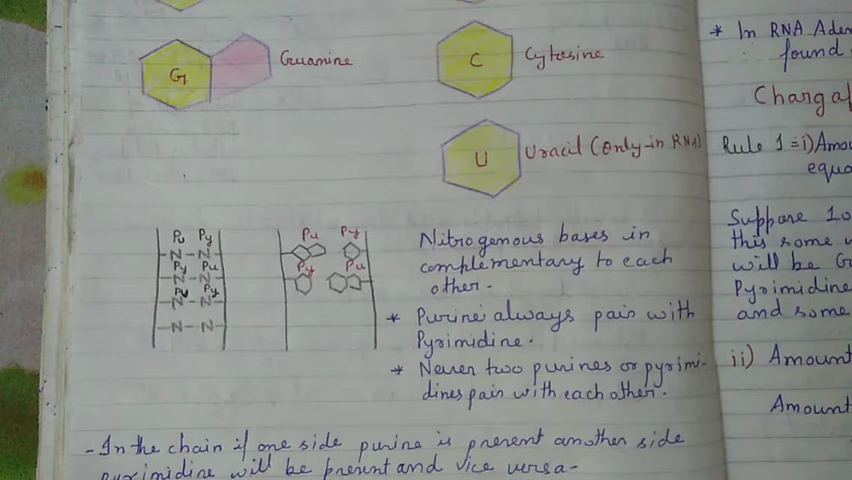 G
Guanine
C
Cytosine
U
Uracil (only in RNA)
Pu Py
N N
Py Pu
N N
Pu Py
N N
N N
Pu Py
Py Pu
Nitrogenous bases in
complementary to each
other.
* Purine always pair with
Pyrimidine.
* Never two purines or pyrimi-
dines pair with each other.
- In the chain if one side purine is present another side
pyrimidine will be present and vice versa-
* In RNA Aden
found
Chargaf
Rule 1 = i) Amou
equa
Suppose 10
this some
will be G
Pyrimidine
and some
ii) Amount
Amount